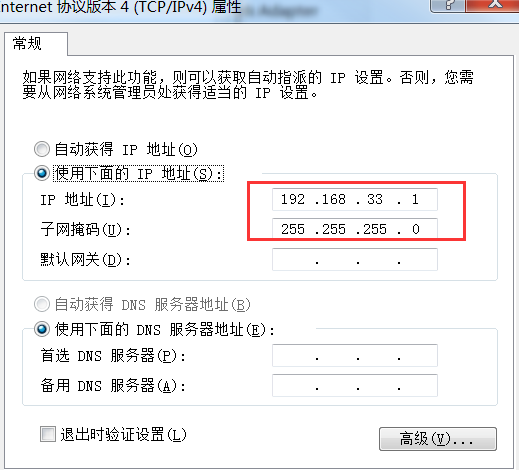 nternet 协议版本 4 (TCP/IPv4) 属性
常规
如果网络支持此功能，则可以获取自动指派的 IP 设置。否则，您需
要从网络系统管理员处获得适当的 IP 设置。
自动获得 IP 地址(O)
使用下面的 IP 地址(S):
IP 地址(I): 192 .168 . 33 . 1
子网掩码(U): 255 .255 .255 . 0
默认网关(D): . . .
自动获得 DNS 服务器地址(B)
使用下面的 DNS 服务器地址(E):
首选 DNS 服务器(P): . . .
备用 DNS 服务器(A): . . .
退出时验证设置(L)
高级(V)...